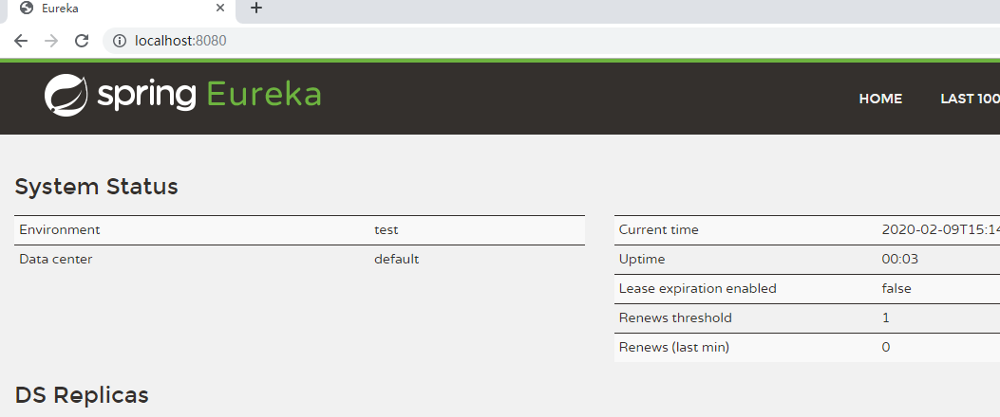 Eureka
localhost:8080
spring Eureka
HOME LAST 100
System Status
Environment test
Data center default
Current time 2020-02-09T15:14
Uptime 00:03
Lease expiration enabled false
Renews threshold 1
Renews (last min) 0
DS Replicas